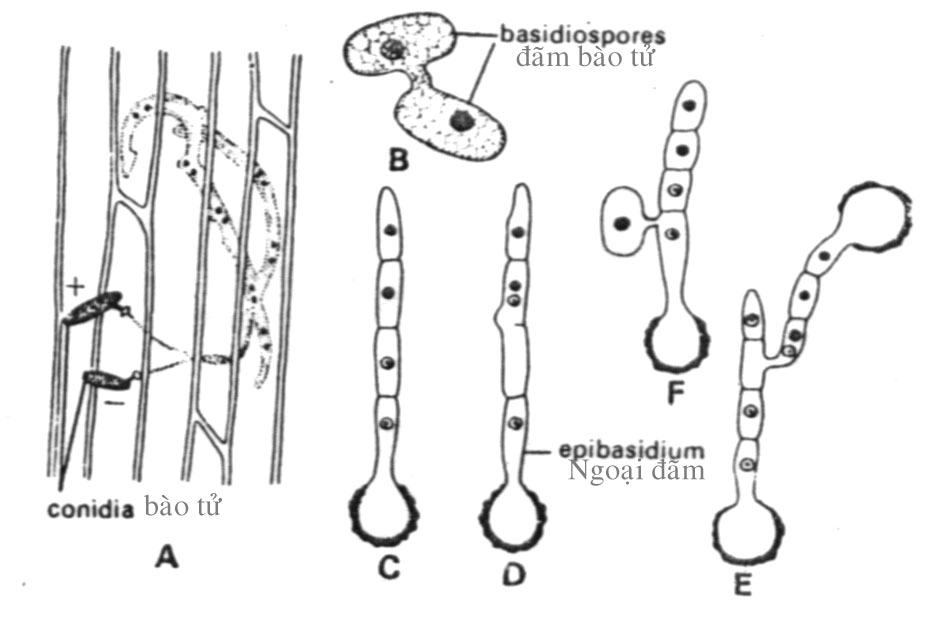 basidiospores
đãm bào tử
B
+
F
−
epibasidium
Ngoại đãm
conidia bào tử
A
C
D
E